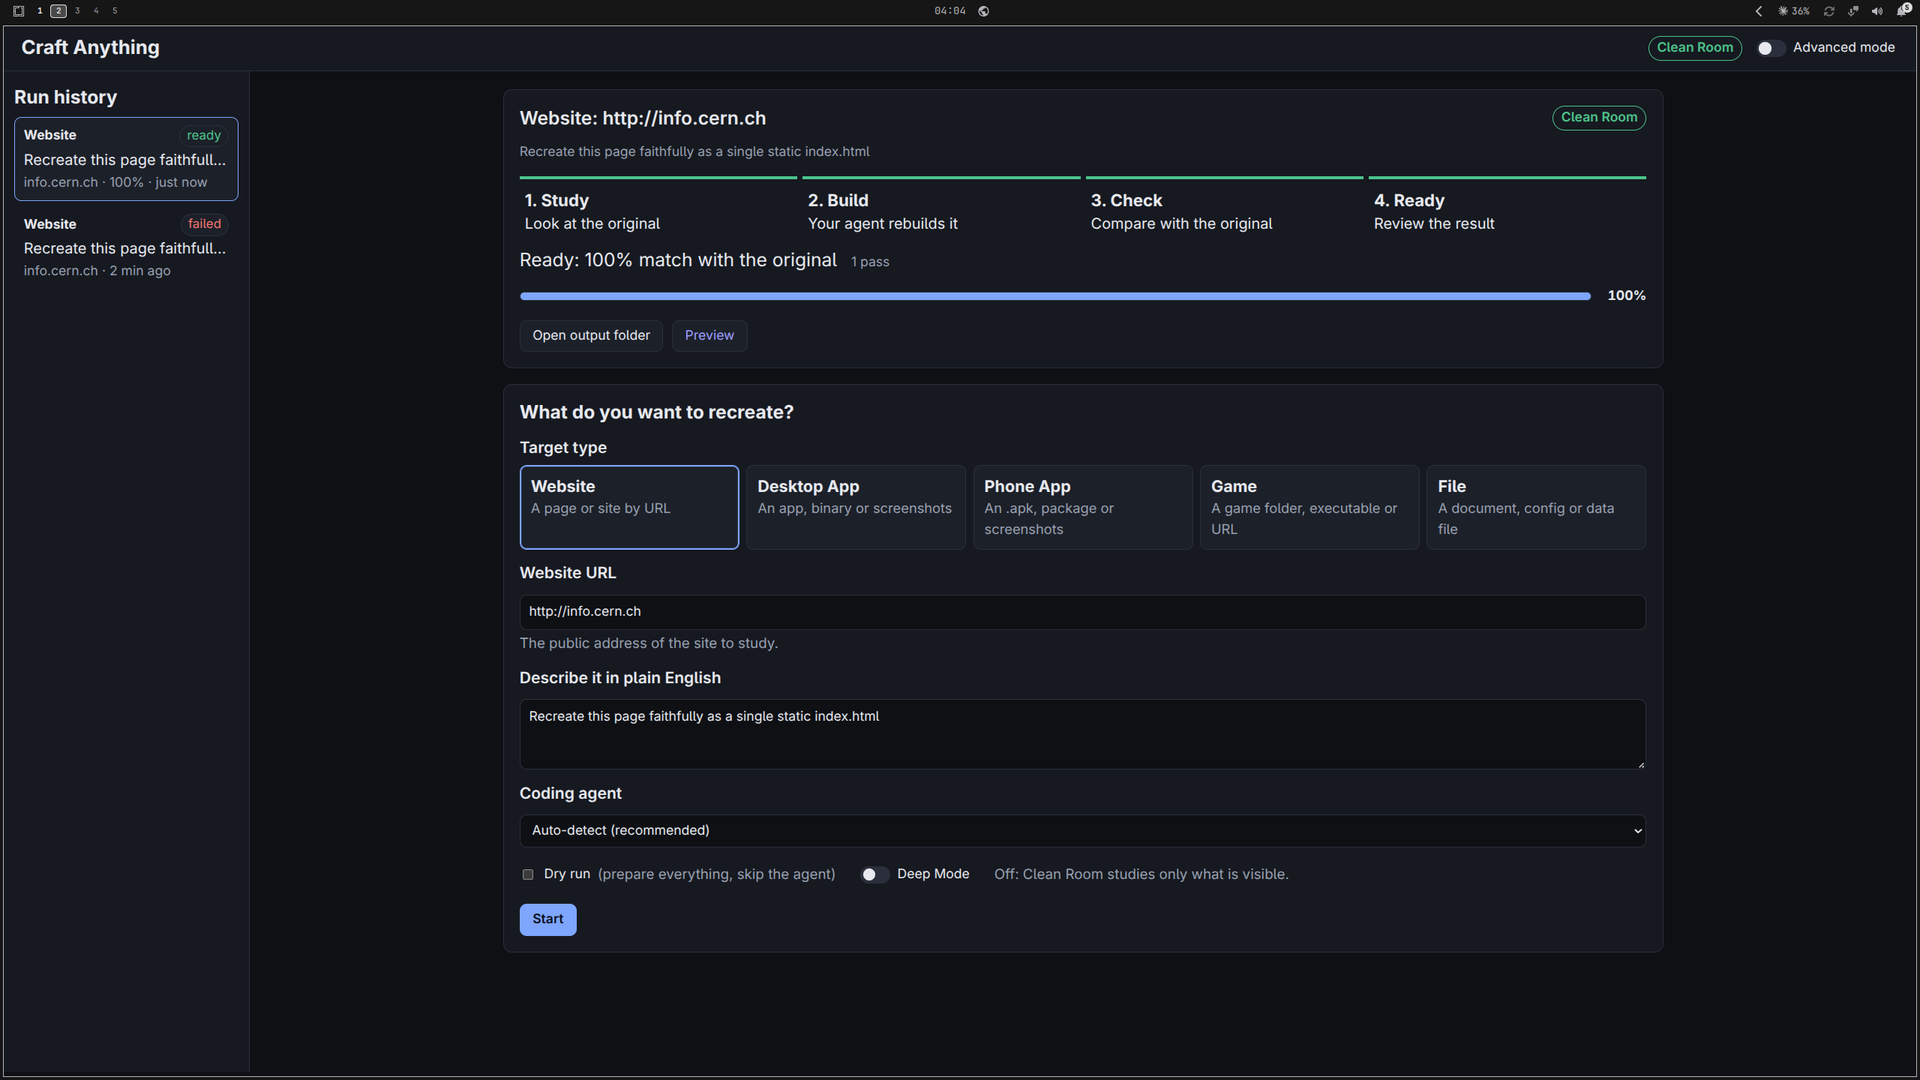 1 2 3 4 5
04:04
36%
5
Craft Anything
Clean Room
Advanced mode
Run history
Website
ready
Recreate this page faithfull...
info.cern.ch · 100% · just now
Website
failed
Recreate this page faithfull...
info.cern.ch · 2 min ago
Website: http://info.cern.ch
Clean Room
Recreate this page faithfully as a single static index.html
1. Study
Look at the original
2. Build
Your agent rebuilds it
3. Check
Compare with the original
4. Ready
Review the result
Ready: 100% match with the original 1 pass
100%
Open output folder
Preview
What do you want to recreate?
Target type
Website
A page or site by URL
Desktop App
An app, binary or screenshots
Phone App
An .apk, package or
screenshots
Game
A game folder, executable or
URL
File
A document, config or data
file
Website URL
http://info.cern.ch
The public address of the site to study.
Describe it in plain English
Recreate this page faithfully as a single static index.html
Coding agent
Auto-detect (recommended)
Dry run (prepare everything, skip the agent)
Deep Mode
Off: Clean Room studies only what is visible.
Start